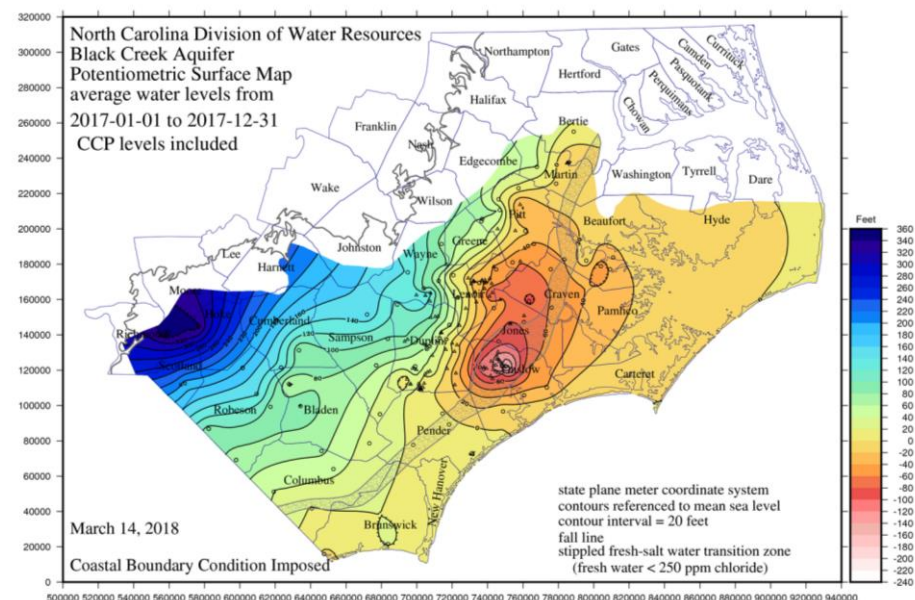 North Carolina Division of Water Resources
Black Creek Aquifer
Potentiometric Surface Map
average water levels from
2017-01-01 to 2017-12-31
CCP levels included
320000
300000
280000
260000
240000
220000
200000
180000
160000
140000
120000
100000
80000
60000
40000
20000
0
Northampton
Gates
Camden
Currituck
Pasquotank
Perquimans
Hertford
Chowan
Halifax
Bertie
Franklin
Nash
Edgecombe
Martin
Washington
Tyrrell
Dare
Wake
Wilson
Pitt
Beaufort
Hyde
Johnston
Greene
Wayne
Lee
Harnett
Lenoir
Craven
Pamlico
Cumberland
Sampson
Duplin
Jones
Scotland
Onslow
Carteret
Robeson
Bladen
Pender
Columbus
New Hanover
Brunswick
Feet
360
340
320
300
280
260
240
220
200
180
160
140
120
100
80
60
40
20
0
-20
-40
-60
-80
-100
-120
-140
-160
-180
-200
-220
-240
state plane meter coordinate system
contours referenced to mean sea level
contour interval = 20 feet
fall line
stippled fresh-salt water transition zone
(fresh water < 250 ppm chloride)
March 14, 2018
Coastal Boundary Condition Imposed
500000 520000 540000 560000 580000 600000 620000 640000 660000 680000 700000 720000 740000 760000 780000 800000 820000 840000 860000 880000 900000 920000 940000